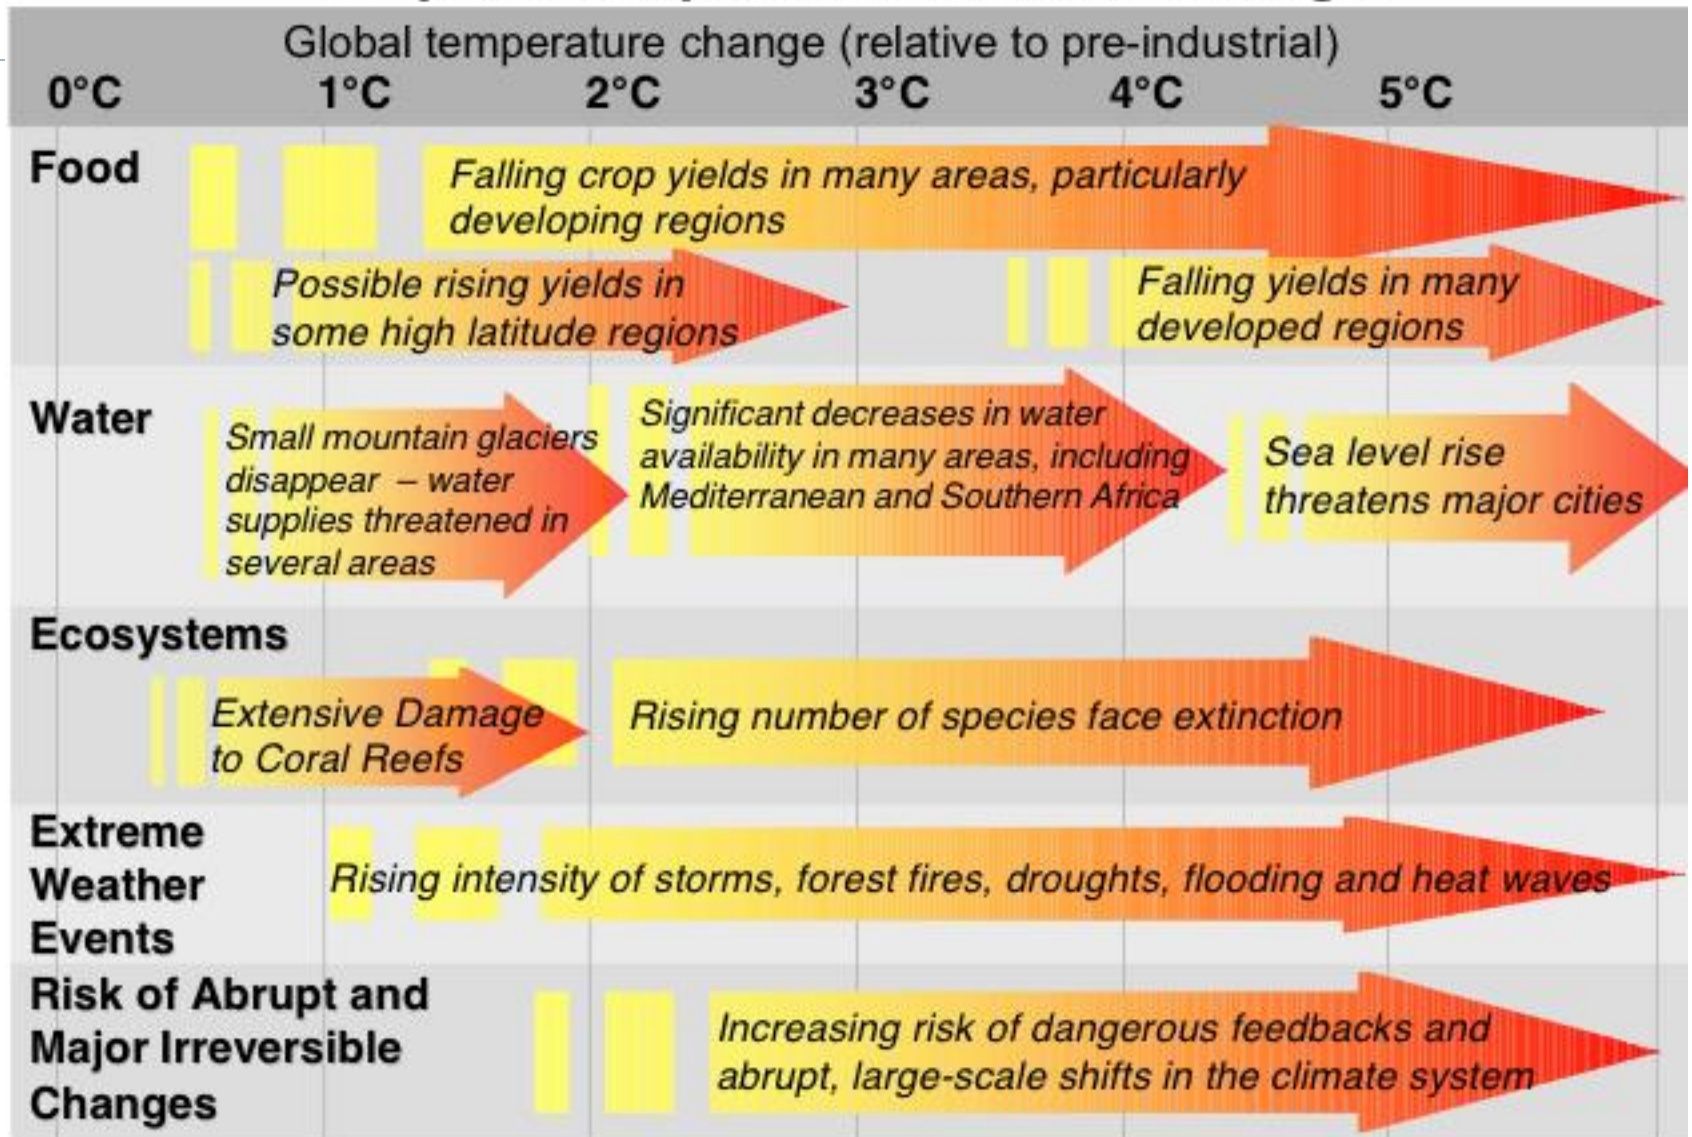 Global temperature change (relative to pre-industrial)
0°C 1°C 2°C 3°C 4°C 5°C
Food
Falling crop yields in many areas, particularly
developing regions
Possible rising yields in
some high latitude regions
Falling yields in many
developed regions
Water
Small mountain glaciers
disappear – water
supplies threatened in
several areas
Significant decreases in water
availability in many areas, including
Mediterranean and Southern Africa
Sea level rise
threatens major cities
Ecosystems
Extensive Damage
to Coral Reefs
Rising number of species face extinction
Extreme
Weather
Events
Rising intensity of storms, forest fires, droughts, flooding and heat waves
Risk of Abrupt and
Major Irreversible
Changes
Increasing risk of dangerous feedbacks and
abrupt, large-scale shifts in the climate system